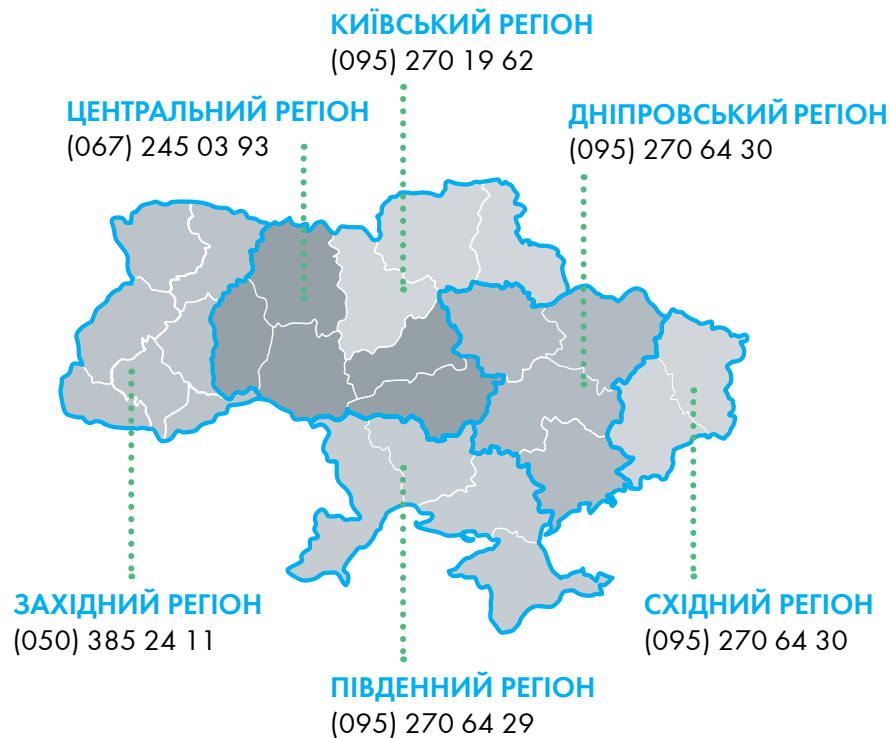 КИЇВСЬКИЙ РЕГІОН
(095) 270 19 62
ЦЕНТРАЛЬНИЙ РЕГІОН
(067) 245 03 93
ДНІПРОВСЬКИЙ РЕГІОН
(095) 270 64 30
ЗАХІДНИЙ РЕГІОН
(050) 385 24 11
СХІДНИЙ РЕГІОН
(095) 270 64 30
ПІВДЕННИЙ РЕГІОН
(095) 270 64 29